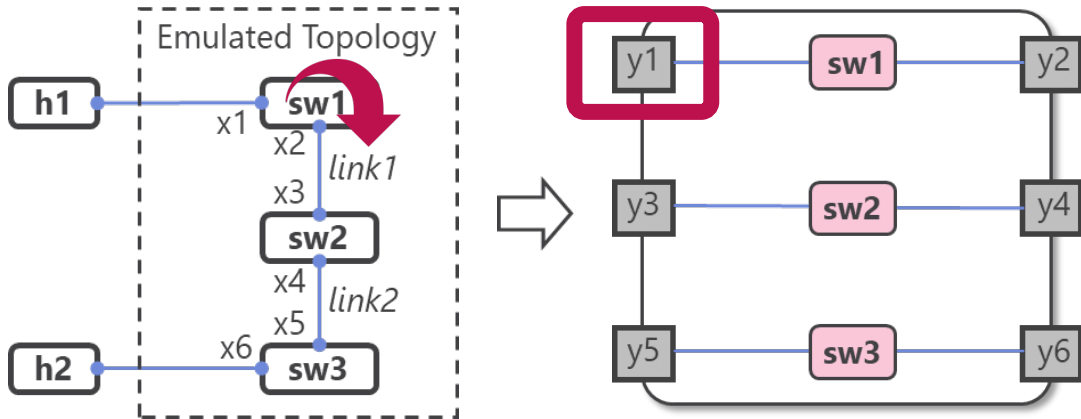 Emulated Topology
h1
sw1
x1
x2
link1
x3
sw2
x4
link2
x5
x6
h2
sw3
y1
sw1
y2
y3
sw2
y4
y5
sw3
y6